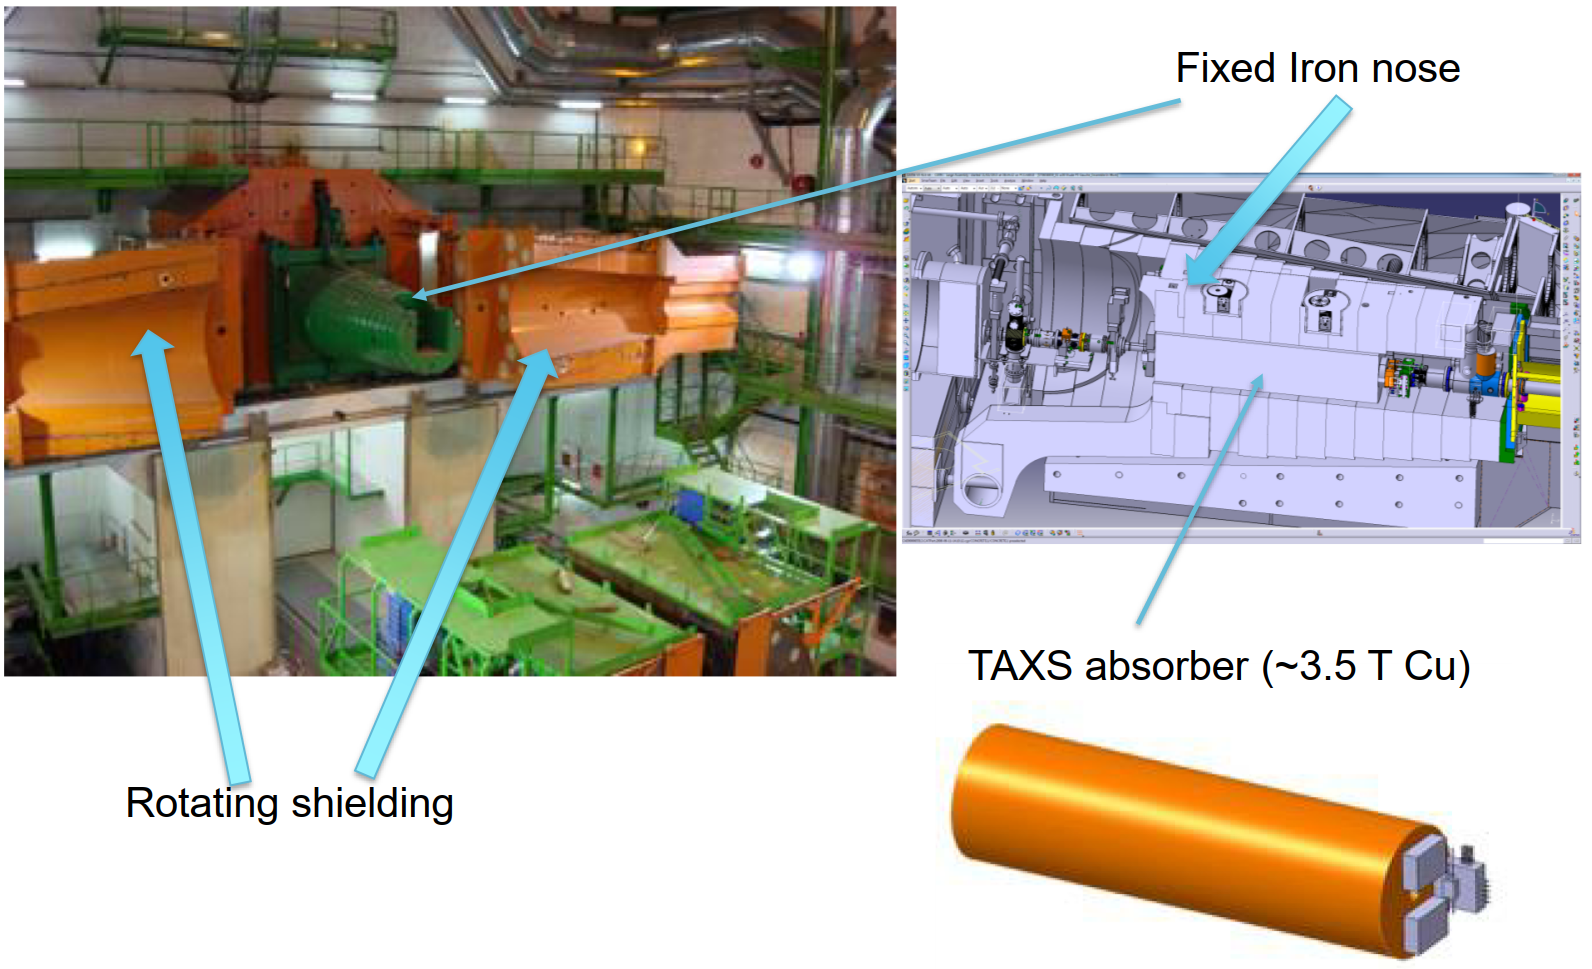 Fixed Iron nose
TAXS absorber (~3.5 T Cu)
Rotating shielding